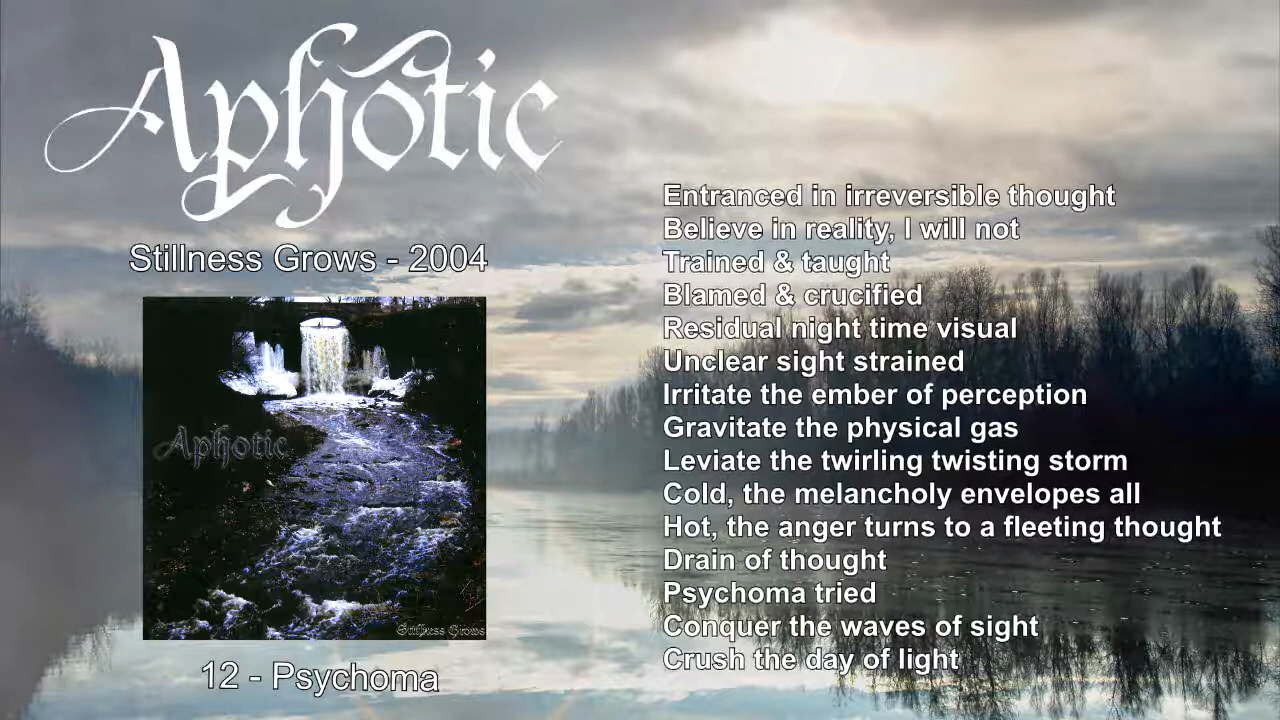 Aphotic
Stillness Grows - 2004
Aphotic
Stillness Grows
12 - Psychoma
Entranced in irreversible thought
Believe in reality, I will not
Trained & taught
Blamed & crucified
Residual night time visual
Unclear sight strained
Irritate the ember of perception
Gravitate the physical gas
Leviate the twirling twisting storm
Cold, the melancholy envelopes all
Hot, the anger turns to a fleeting thought
Drain of thought
Psychoma tried
Conquer the waves of sight
Crush the day of light